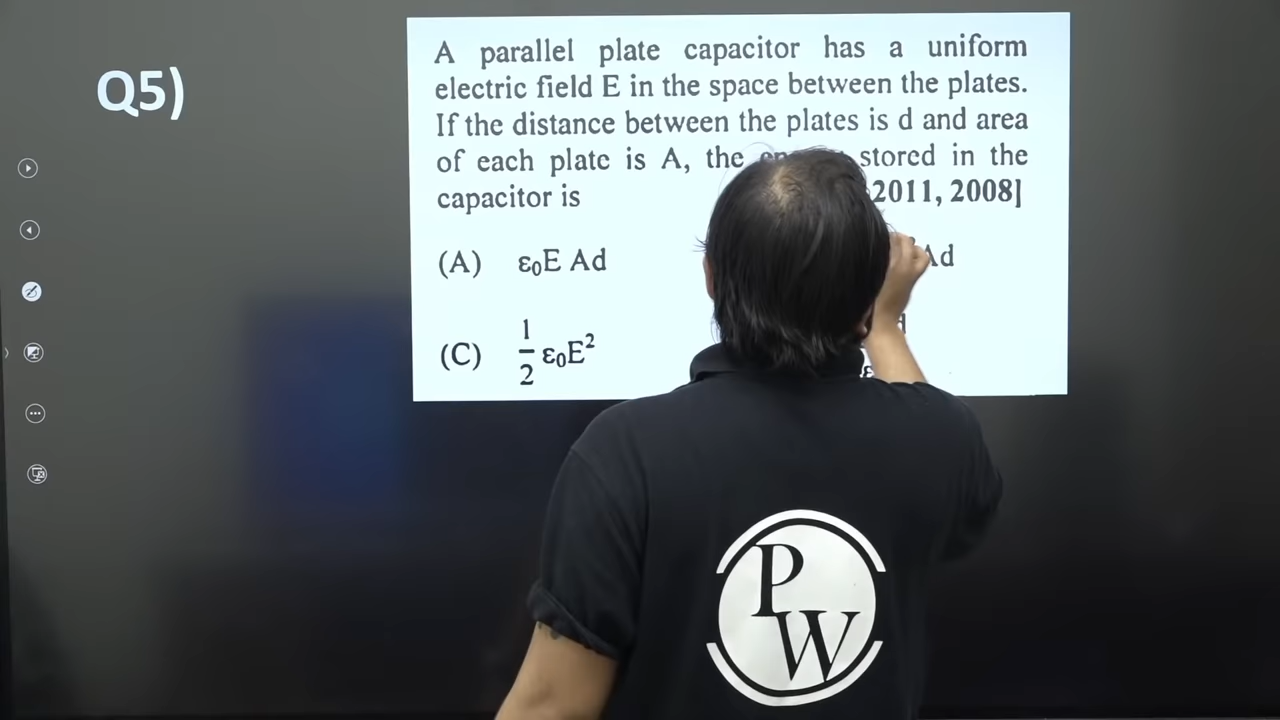 Q5)
A parallel plate capacitor has a uniform
electric field E in the space between the plates.
If the distance between the plates is d and area
of each plate is A, the stored in the
capacitor is 2011, 2008]
(A) ε₀E Ad Ad
(C) 1/2 ε₀E²
P
W